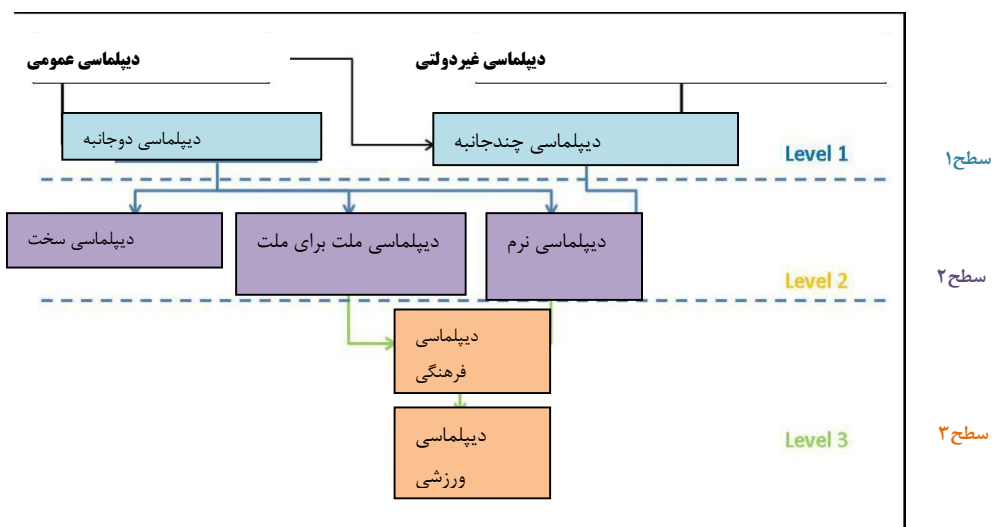 دیپلماسی غیردولتی
دیپلماسی عمومی
دیپلماسی چندجانبه
دیپلماسی دوجانبه
Level 1
سطح۱
دیپلماسی نرم
دیپلماسی ملت برای ملت
دیپلماسی سخت
Level 2
سطح۲
دیپلماسی
فرهنگی
دیپلماسی
ورزشی
Level 3
سطح۳